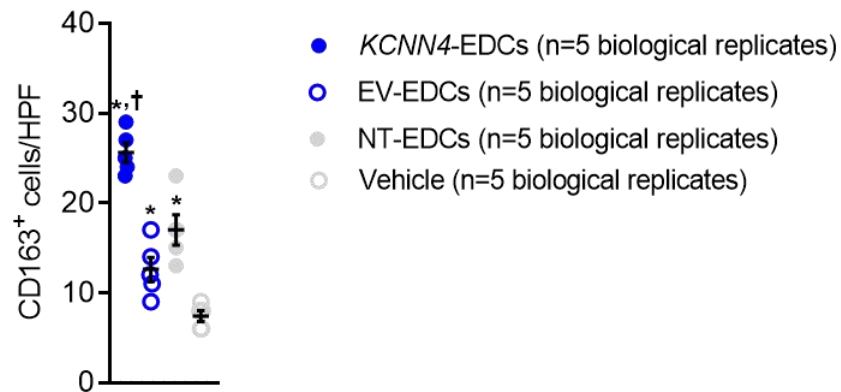 40
30
20
10
0
CD163⁺ cells/HPF
*,†
*
*
KCNN4-EDCs (n=5 biological replicates)
EV-EDCs (n=5 biological replicates)
NT-EDCs (n=5 biological replicates)
Vehicle (n=5 biological replicates)